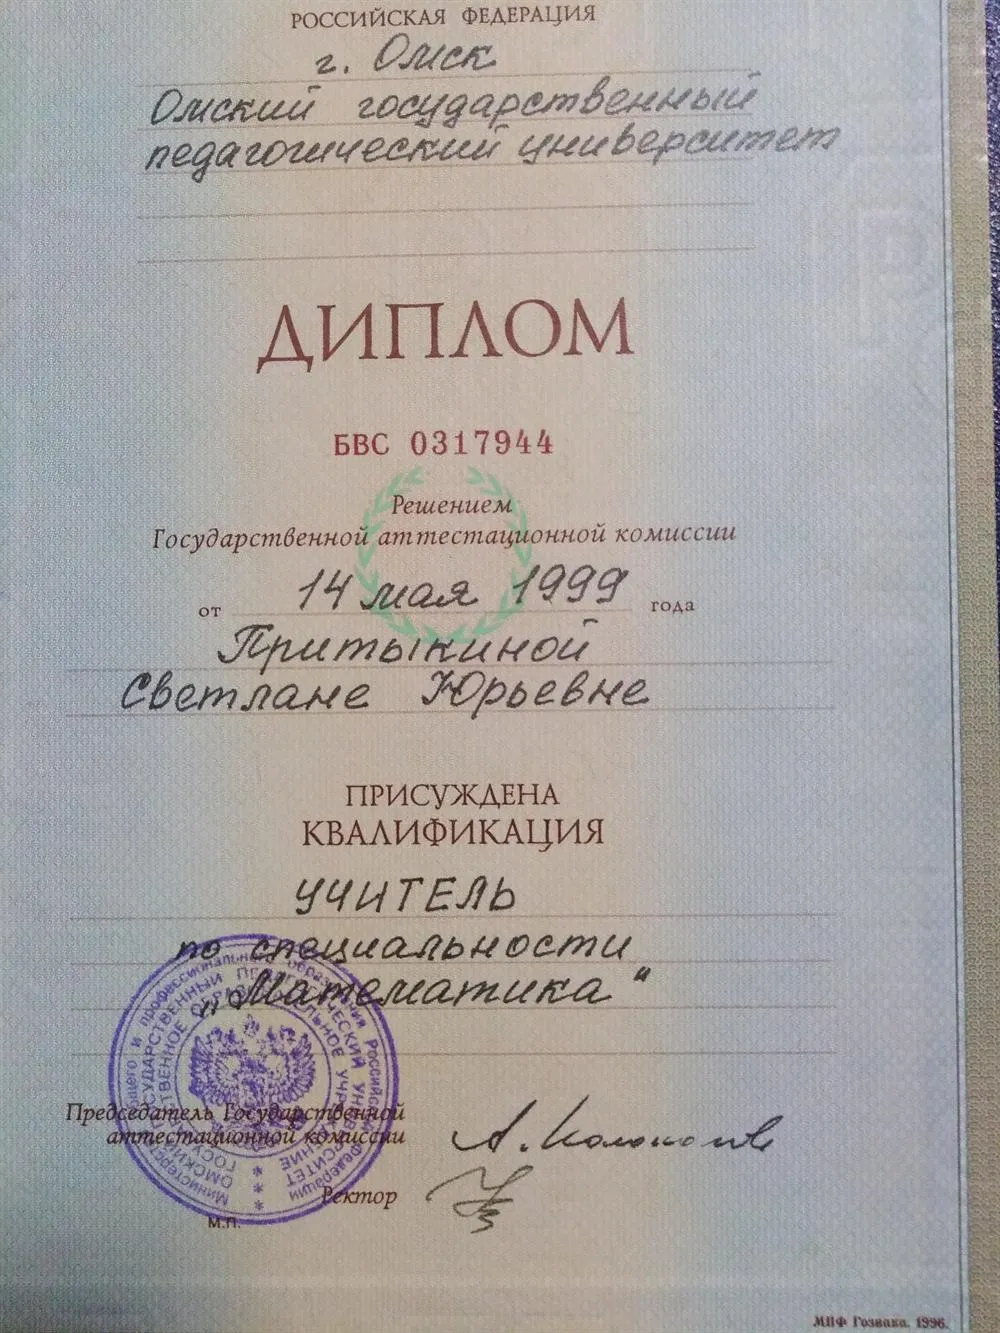 РОССИЙСКАЯ ФЕДЕРАЦИЯ
г. Омск
Омский государственный
педагогический университет
ДИПЛОМ
БВС 0317944
Решением
Государственной аттестационной комиссии
от 14 мая 1999 года
Притыкиной
Светлане Юрьевне
ПРИСУЖДЕНА
КВАЛИФИКАЦИЯ
УЧИТЕЛЬ
по специальности
„Математика"
Председатель Государственной
аттестационной комиссии
Ректор
М.П.
МПФ Гознака. 1996.